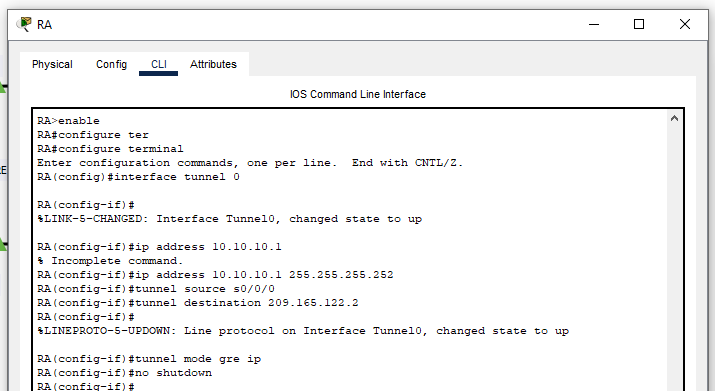 RA
Physical Config CLI Attributes
IOS Command Line Interface
RA>enable
RA#configure ter
RA#configure terminal
Enter configuration commands, one per line.  End with CNTL/Z.
RA(config)#interface tunnel 0
RA(config-if)#
%LINK-5-CHANGED: Interface Tunnel0, changed state to up
RA(config-if)#ip address 10.10.10.1
% Incomplete command.
RA(config-if)#ip address 10.10.10.1 255.255.255.252
RA(config-if)#tunnel source s0/0/0
RA(config-if)#tunnel destination 209.165.122.2
RA(config-if)#
%LINEPROTO-5-UPDOWN: Line protocol on Interface Tunnel0, changed state to up
RA(config-if)#tunnel mode gre ip
RA(config-if)#no shutdown
RA(config-if)#